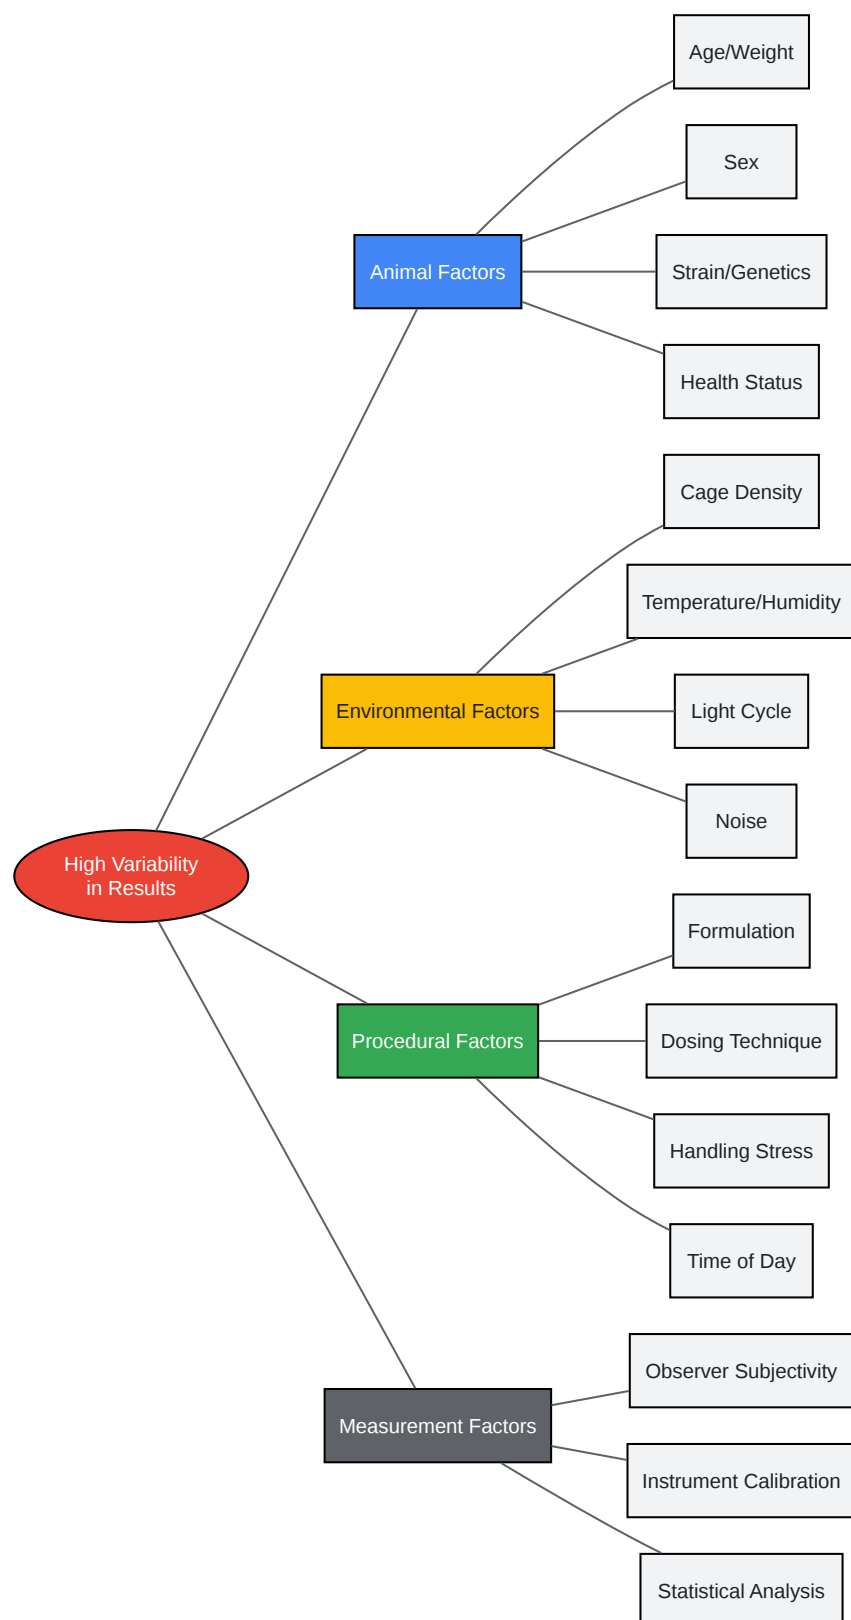 Age/Weight
Sex
Animal Factors
Strain/Genetics
Health Status
Cage Density
Temperature/Humidity
Environmental Factors
Light Cycle
Noise
High Variability
in Results
Formulation
Procedural Factors
Dosing Technique
Handling Stress
Time of Day
Observer Subjectivity
Measurement Factors
Instrument Calibration
Statistical Analysis